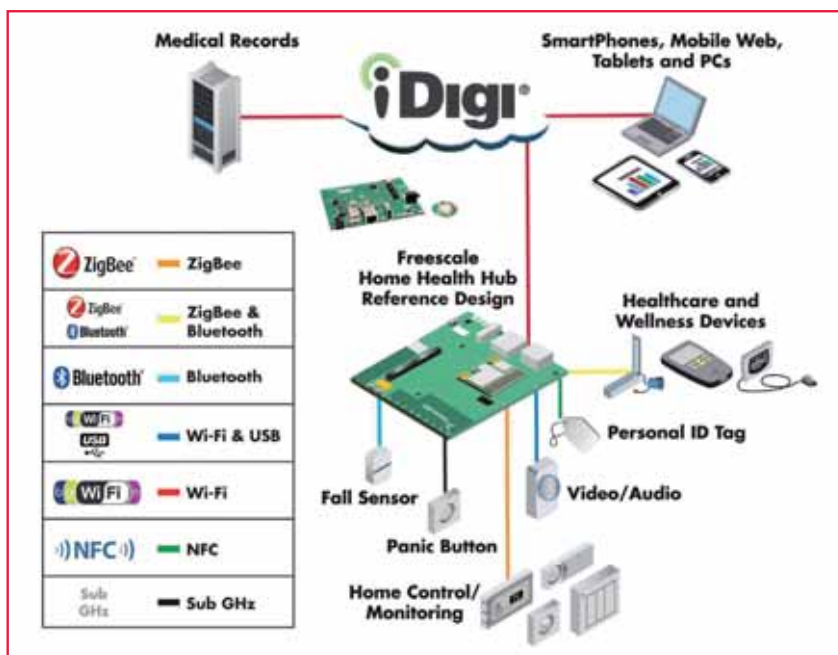 Medical Records
iDigi®
SmartPhones, Mobile Web,
Tablets and PCs
Freescale
Home Health Hub
Reference Design
Healthcare and
Wellness Devices
Personal ID Tag
Video/Audio
Fall Sensor
Panic Button
Home Control/
Monitoring
ZigBee ZigBee
ZigBee
Bluetooth
ZigBee &
Bluetooth
Bluetooth Bluetooth
WiFi
USB
Wi-Fi & USB
WiFi Wi-Fi
NFC NFC
Sub
GHz
Sub GHz